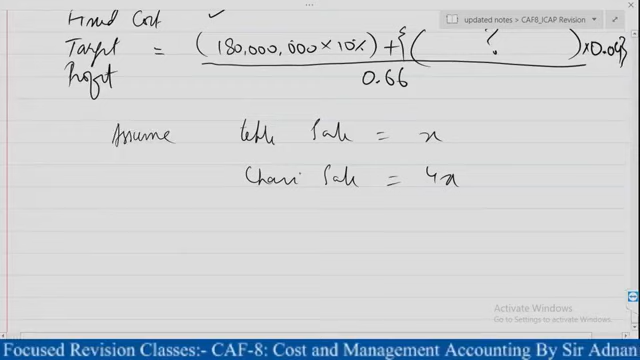 ...
updated notes > CAF8_ICAP Revision
Fixed Cost ✓
Target Profit = (180,000,000 × 10%) + {( ? ) × 0.04}
0.66
Assume table Sale = x
Chair Sale = 4x
Activate Windows
Go to Settings to activate Windows.
Focused Revision Classes:- CAF-8: Cost and Management Accounting By Sir Adnan